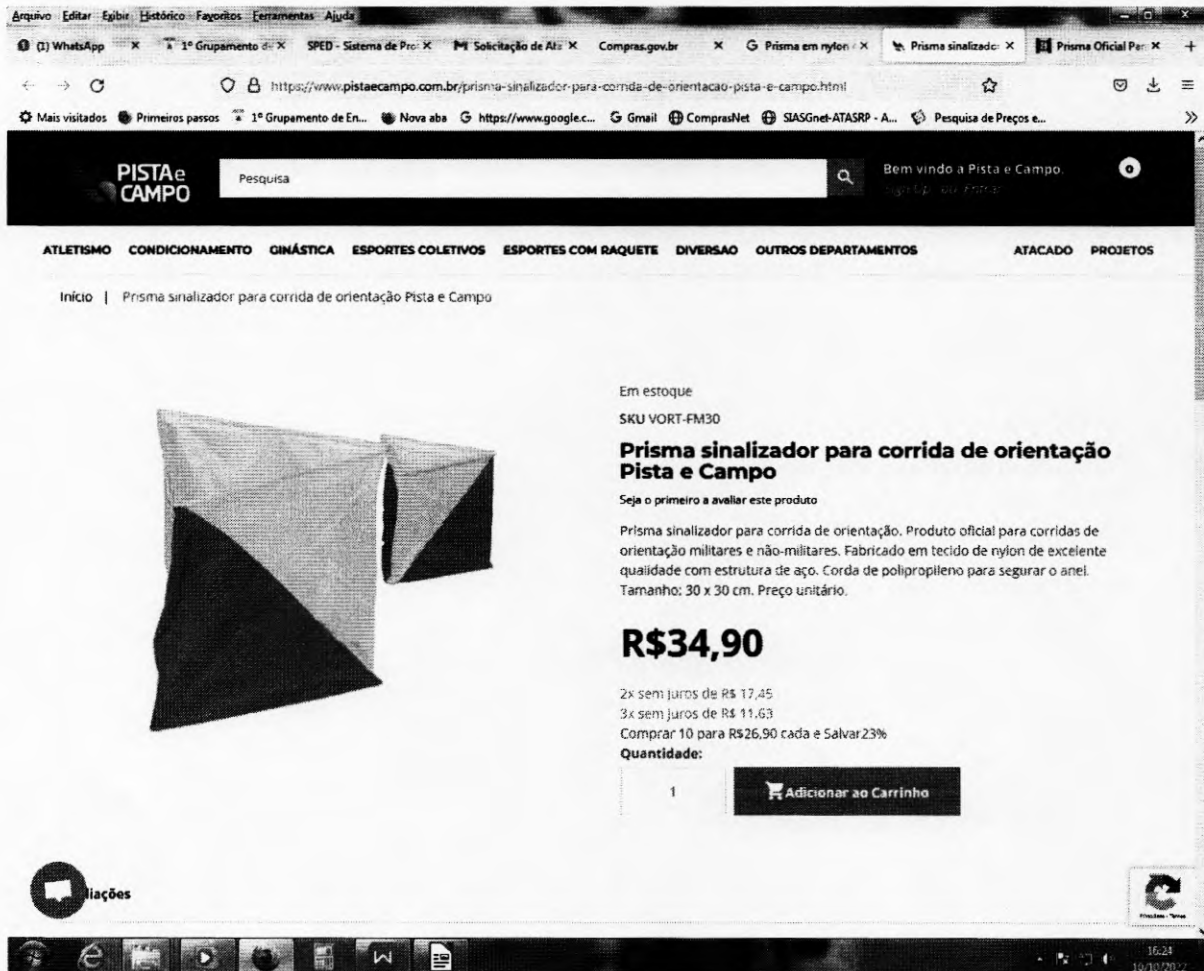 Arquivo Editar Exibir Histórico Favoritos Ferramentas Ajuda
(1) WhatsApp 1º Grupamento d SPED - Sistema de Pro Solicitação de Ata Compras.gov.br Prisma em nylon Prisma sinalizado Prisma Oficial Par
https://www.pistaecampo.com.br/prisma-sinalizador-para-corrida-de-orientacao-pista-e-campo.html
Mais visitados Primeiros passos 1º Grupamento de En... Nova aba https://www.google.c... Gmail ComprasNet SIASGnet-ATASRP - A... Pesquisa de Preços e...
PISTA e CAMPO
Pesquisa
Bem vindo a Pista e Campo. 0
Sign Up ou Entrar
ATLETISMO CONDICIONAMENTO GINÁSTICA ESPORTES COLETIVOS ESPORTES COM RAQUETE DIVERSAO OUTROS DEPARTAMENTOS ATACADO PROJETOS
Início | Prisma sinalizador para corrida de orientação Pista e Campo
Em estoque
SKU VORT-FM30
Prisma sinalizador para corrida de orientação
Pista e Campo
Seja o primeiro a avaliar este produto
Prisma sinalizador para corrida de orientação. Produto oficial para corridas de
orientação militares e não-militares. Fabricado em tecido de nylon de excelente
qualidade com estrutura de aço. Corda de polipropileno para segurar o anel.
Tamanho: 30 x 30 cm. Preço unitário.
R$34,90
2x sem juros de R$ 17,45
3x sem juros de R$ 11,63
Comprar 10 para R$26,90 cada e Salvar23%
Quantidade:
1 Adicionar ao Carrinho
liações
16:24